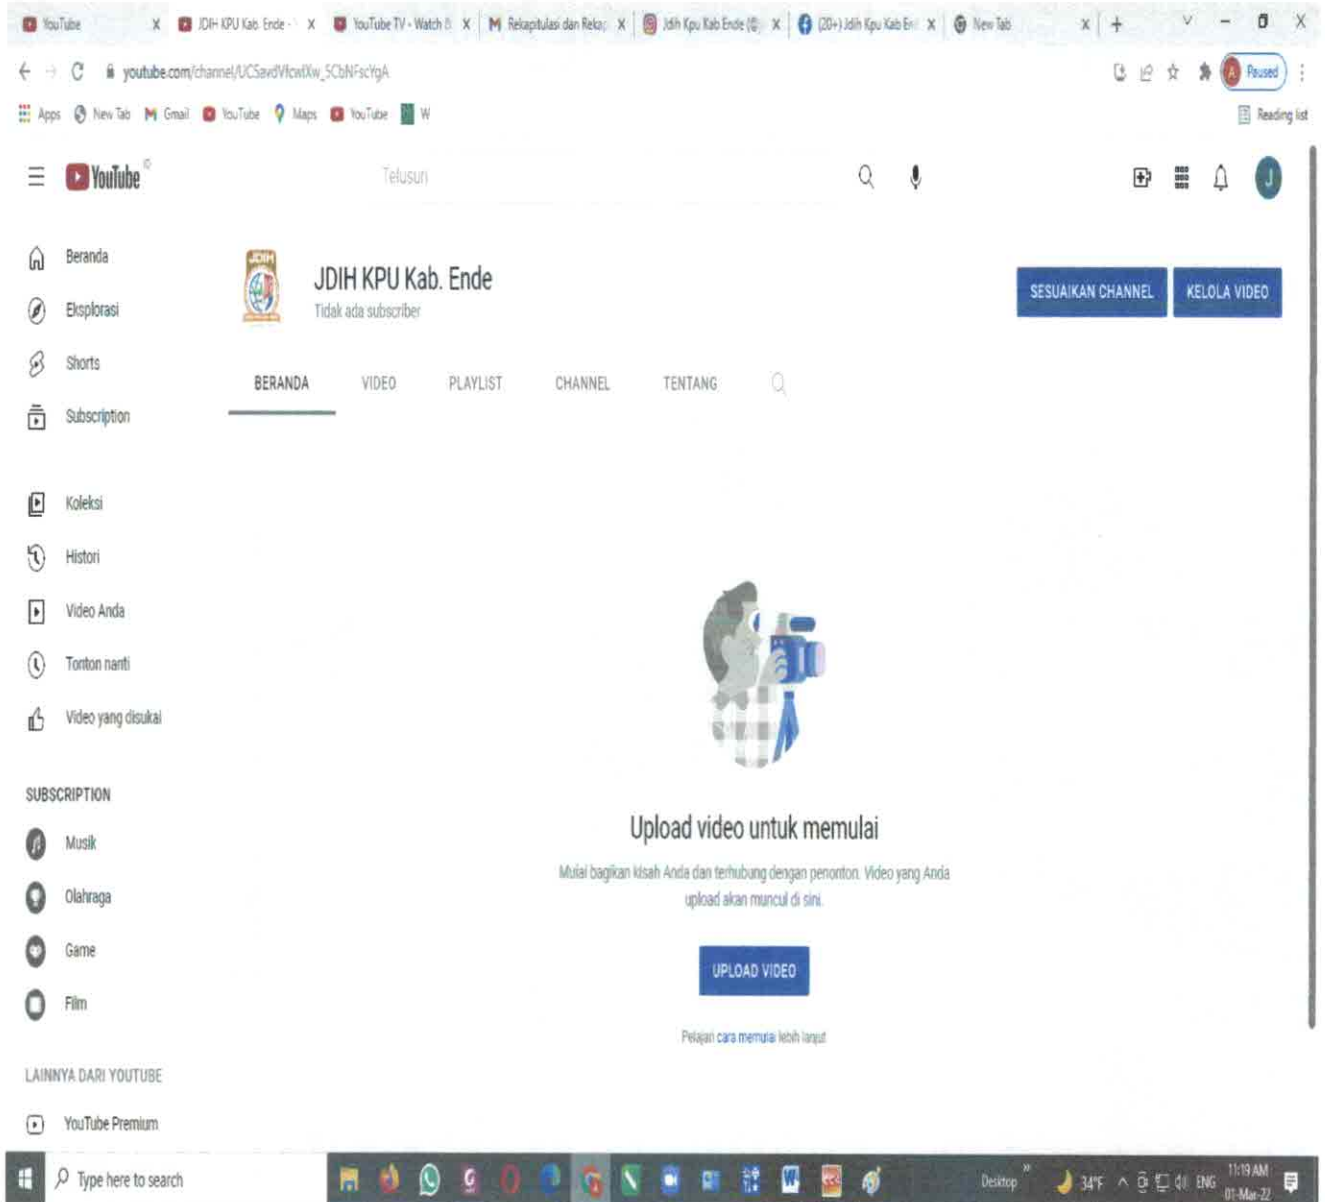 YouTube
JDIH KPU Kab. Ende -
YouTube TV - Watch
Rekapitulasi dan Rekap
Jdih Kpu Kab Ende (@
(20+) Jdih Kpu Kab En
New Tab
Paused
Apps
New Tab
Gmail
YouTube
Maps
YouTube
W
Reading list
YouTube ID
Telusuri
J
Beranda
Eksplorasi
Shorts
Subscription
Koleksi
Histori
Video Anda
Tonton nanti
Video yang disukai
SUBSCRIPTION
Musik
Olahraga
Game
Film
LAINNYA DARI YOUTUBE
YouTube Premium
JDIH
JDIH KPU Kab. Ende
Tidak ada subscriber
SESUAIKAN CHANNEL
KELOLA VIDEO
BERANDA VIDEO PLAYLIST CHANNEL TENTANG
Upload video untuk memulai
Mulai bagikan kisah Anda dan terhubung dengan penonton. Video yang Anda
upload akan muncul di sini.
UPLOAD VIDEO
Pelajari cara memulai lebih lanjut
Type here to search
Desktop
34°F
ENG
11:19 AM
01-Mar-22